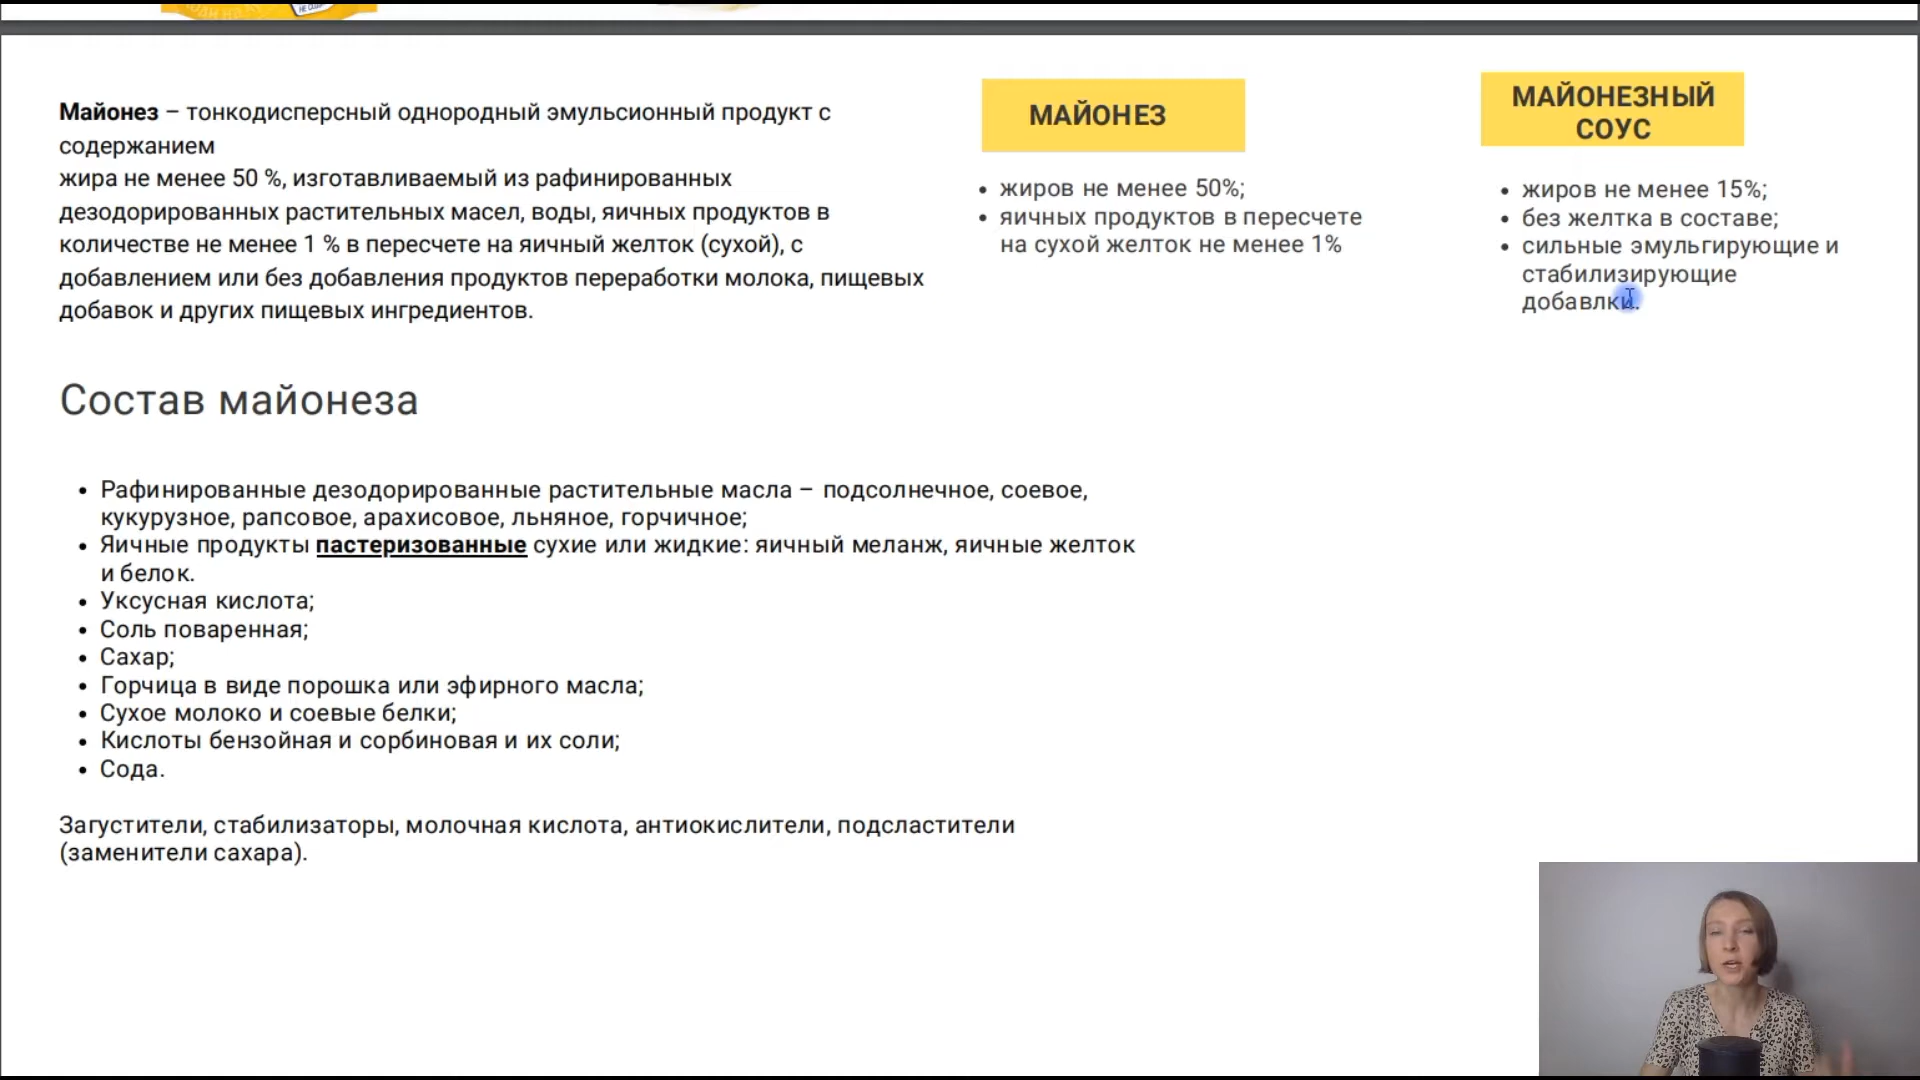 Майонез – тонкодисперсный однородный эмульсионный продукт с
содержанием
жира не менее 50 %, изготавливаемый из рафинированных
дезодорированных растительных масел, воды, яичных продуктов в
количестве не менее 1 % в пересчете на яичный желток (сухой), с
добавлением или без добавления продуктов переработки молока, пищевых
добавок и других пищевых ингредиентов.
МАЙОНЕЗ
• жиров не менее 50%;
• яичных продуктов в пересчете
на сухой желток не менее 1%
МАЙОНЕЗНЫЙ
СОУС
• жиров не менее 15%;
• без желтка в составе;
• сильные эмульгирующие и
стабилизирующие
добавлки.
Состав майонеза
• Рафинированные дезодорированные растительные масла – подсолнечное, соевое,
кукурузное, рапсовое, арахисовое, льняное, горчичное;
• Яичные продукты пастеризованные сухие или жидкие: яичный меланж, яичные желток
и белок.
• Уксусная кислота;
• Соль поваренная;
• Сахар;
• Горчица в виде порошка или эфирного масла;
• Сухое молоко и соевые белки;
• Кислоты бензойная и сорбиновая и их соли;
• Сода.
Загустители, стабилизаторы, молочная кислота, антиокислители, подсластители
(заменители сахара).